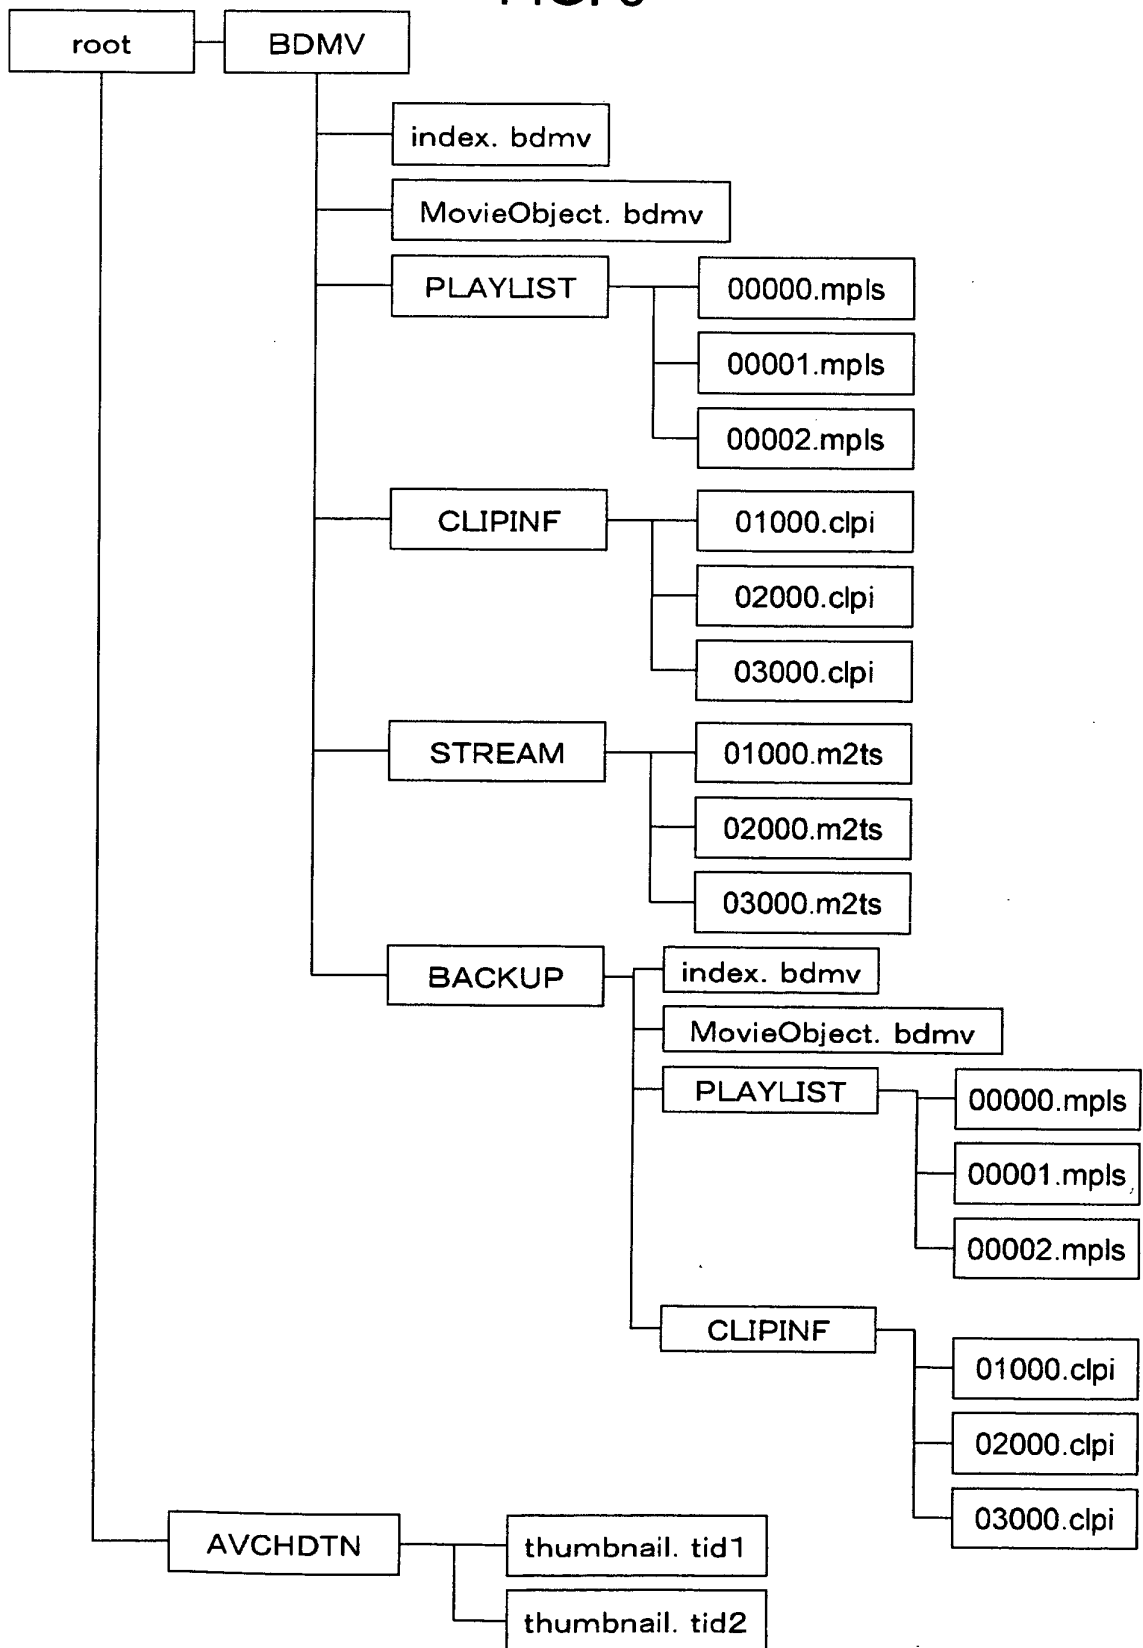 root
BDMV
index. bdmv
MovieObject. bdmv
PLAYLIST
00000.mpls
00001.mpls
00002.mpls
CLIPINF
01000.clpi
02000.clpi
03000.clpi
STREAM
01000.m2ts
02000.m2ts
03000.m2ts
BACKUP
index. bdmv
MovieObject. bdmv
PLAYLIST
00000.mpls
00001.mpls
00002.mpls
CLIPINF
01000.clpi
02000.clpi
03000.clpi
AVCHDTN
thumbnail. tid1
thumbnail. tid2